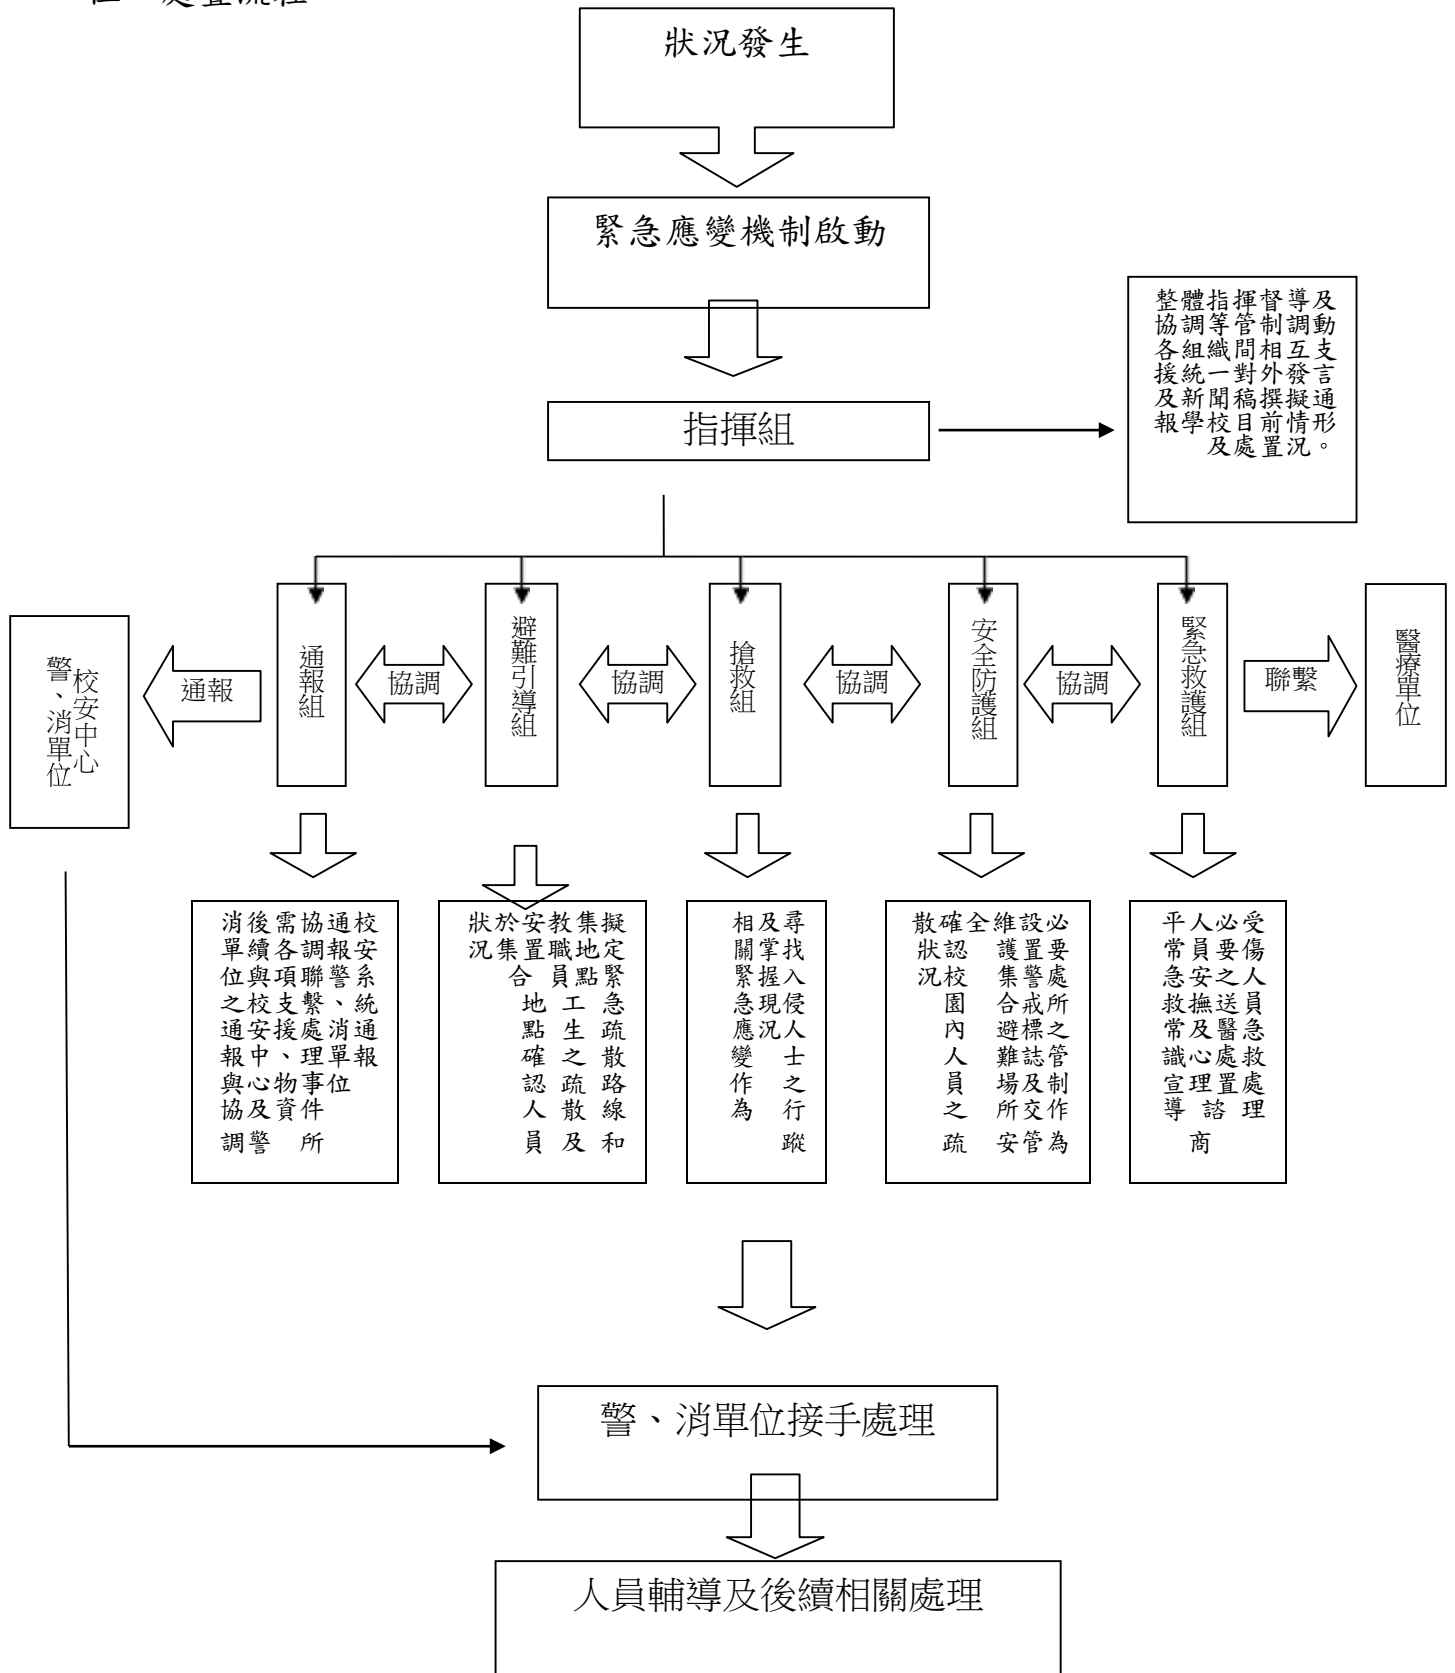 處置流程
狀況發生
緊急應變機制啟動
指揮組
整體指揮督導及
協調等管制調動
各組織間相互支
援統一對外發言
及新聞稿撰擬通
報學校目前情形
及處置況。
校安中心
警、消單位
通報
通報組
協調
避難引導組
協調
搶救組
協調
安全防護組
協調
緊急救護組
聯繫
醫療單位
校安系統通報
通報警、消單位
協調聯繫處理事件所
需各項支援、物資
後續與校安中心及警
消單位之通報與協調
擬定緊急疏散路線和
集地點
教職員工生之疏散及
安置
於集合地點確認人員
狀況
尋找入侵人士之行蹤
及掌握現況
相關緊急應變作為
必要處所之管制作為
設置警戒標誌及交管
維護集合避難場所安
全
確認校園內人員之疏
散狀況
受傷人員急救處理
必要之送醫處置
人員安撫及心理諮商
平常急救常識宣導
警、消單位接手處理
人員輔導及後續相關處理